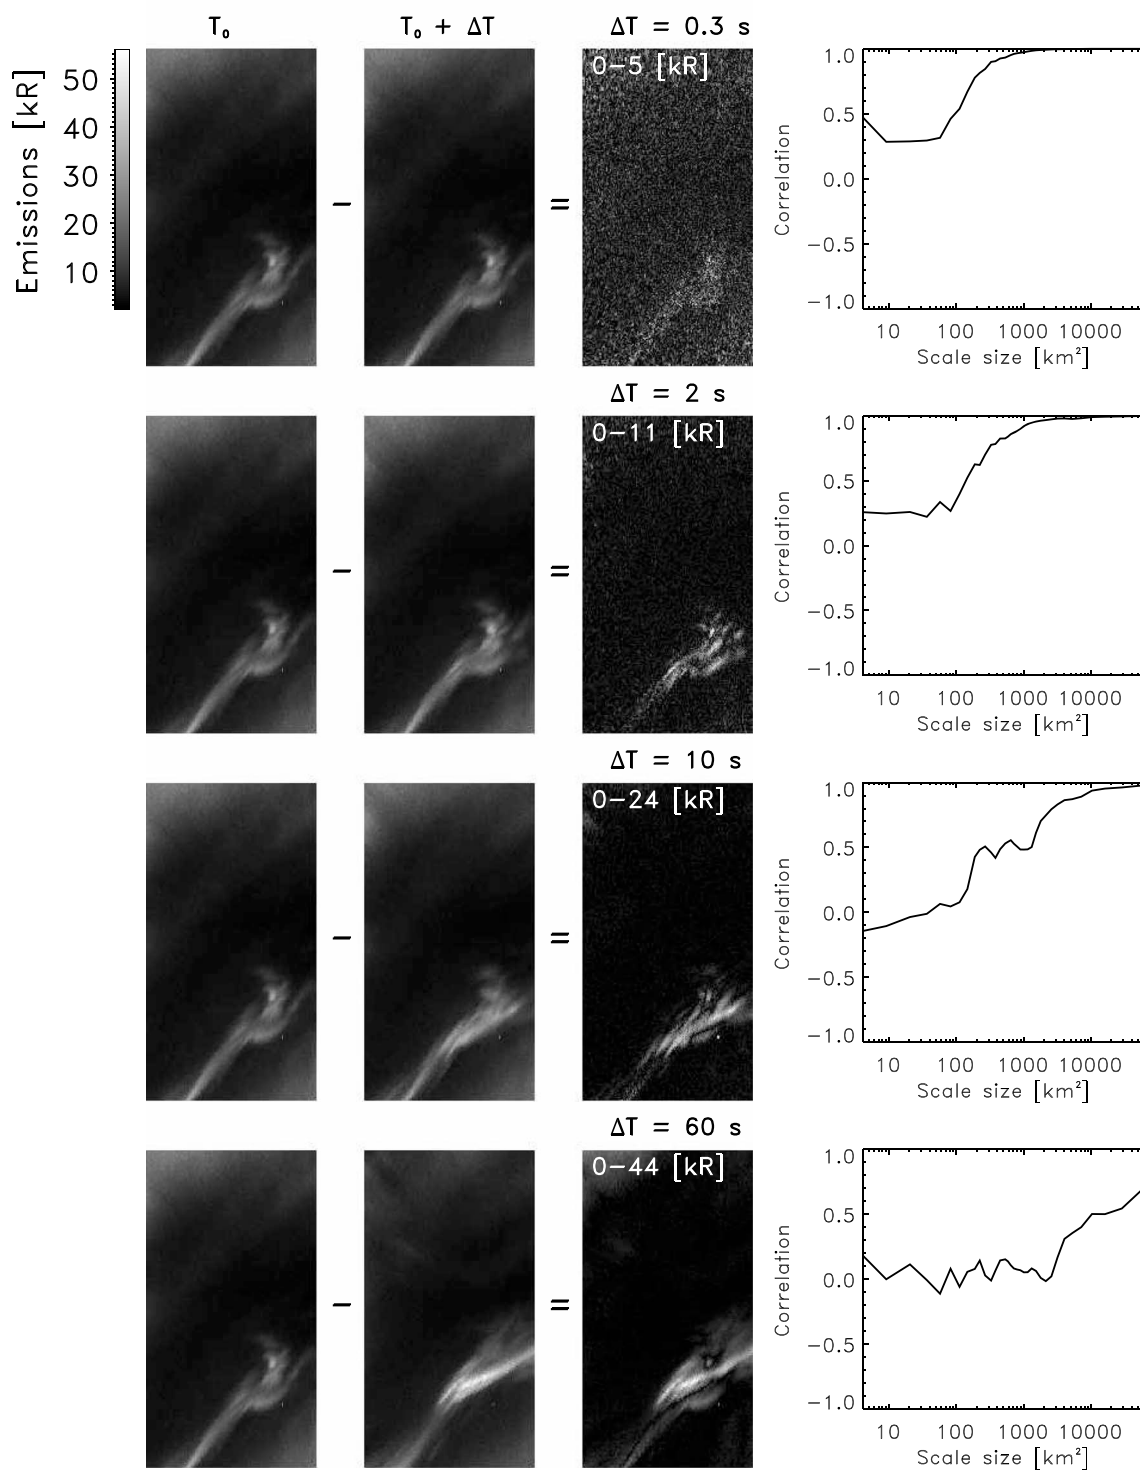 T₀
T₀ + ΔT
ΔT = 0.3 s
Emissions [kR]
50
40
30
20
10
−
=
0−5 [kR]
Correlation
1.0
0.5
0.0
−0.5
−1.0
10 100 1000 10000
Scale size [km²]
ΔT = 2 s
−
=
0−11 [kR]
Correlation
1.0
0.5
0.0
−0.5
−1.0
10 100 1000 10000
Scale size [km²]
ΔT = 10 s
−
=
0−24 [kR]
Correlation
1.0
0.5
0.0
−0.5
−1.0
10 100 1000 10000
Scale size [km²]
ΔT = 60 s
−
=
0−44 [kR]
Correlation
1.0
0.5
0.0
−0.5
−1.0
10 100 1000 10000
Scale size [km²]